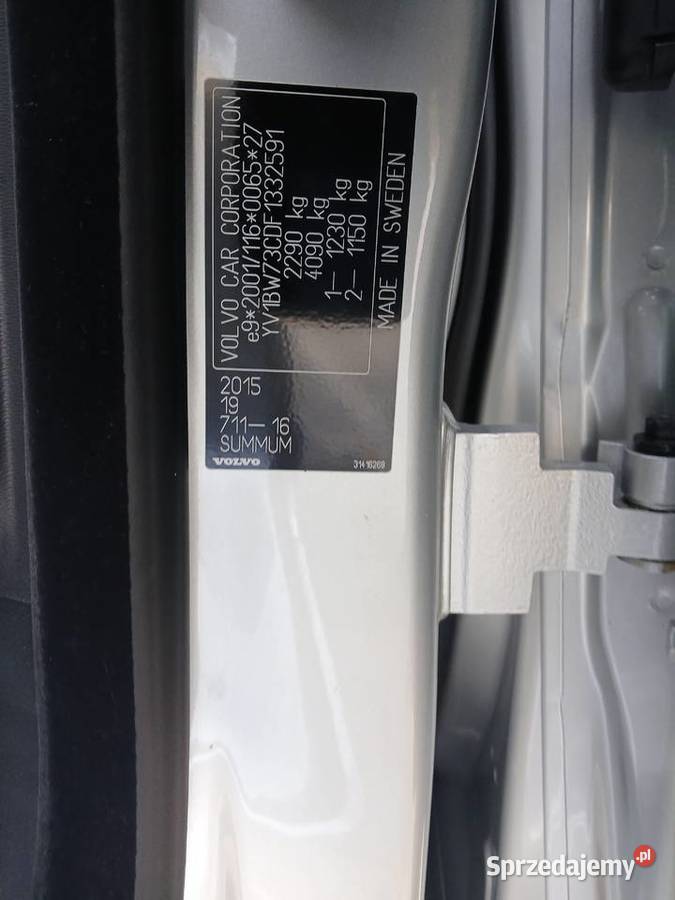 VOLVO CAR CORPORATION
e9*2001/116*0065*27
YV1BW73CDF1332591
2290 kg
4090 kg
1— 1230 kg
2— 1150 kg
MADE IN SWEDEN
2015
19
711— 16
SUMMUM
VOLVO
31416269
Sprzedajemy.pl